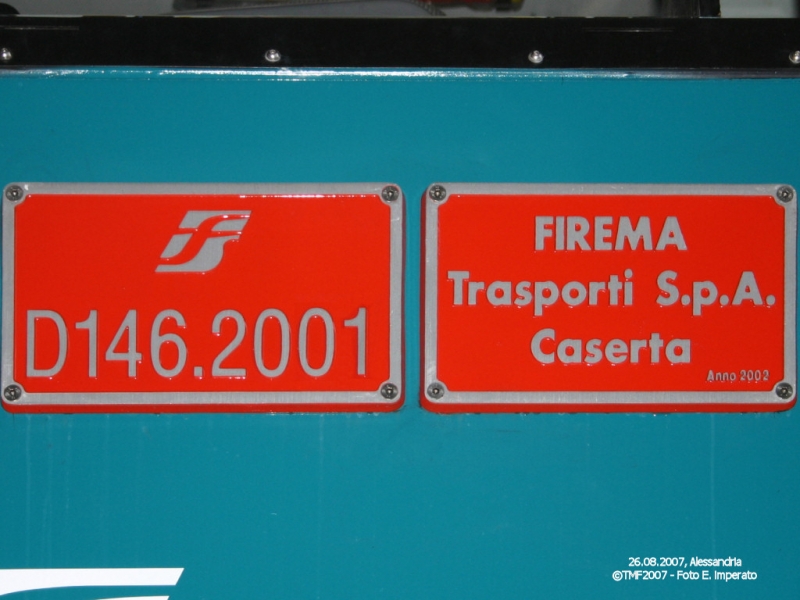 D146.2001
FIREMA
Trasporti S.p.A.
Caserta
Anno 2002
26.08.2007, Alessandria
©TMF2007 - Foto E. Imperato